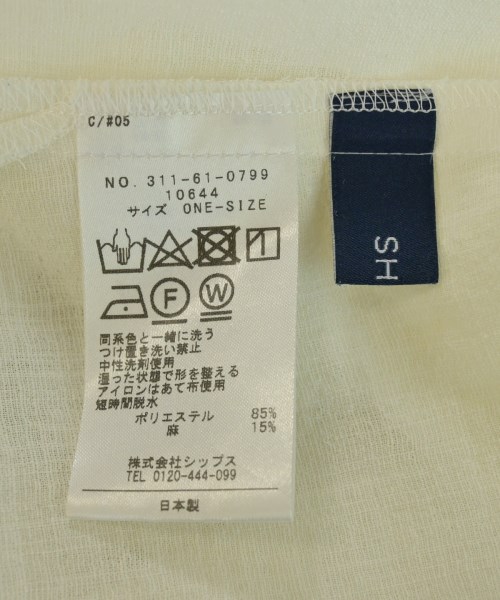 C/#05
NO. 311-61-0799
10644
サイズ ONE-SIZE
F W
同系色と一緒に洗う
つけ置き洗い禁止
中性洗剤使用
湿った状態で形を整える
アイロンはあて布使用
短時間脱水
ポリエステル 85%
麻 15%
株式会社シップス
TEL 0120-444-099
日本製
SH